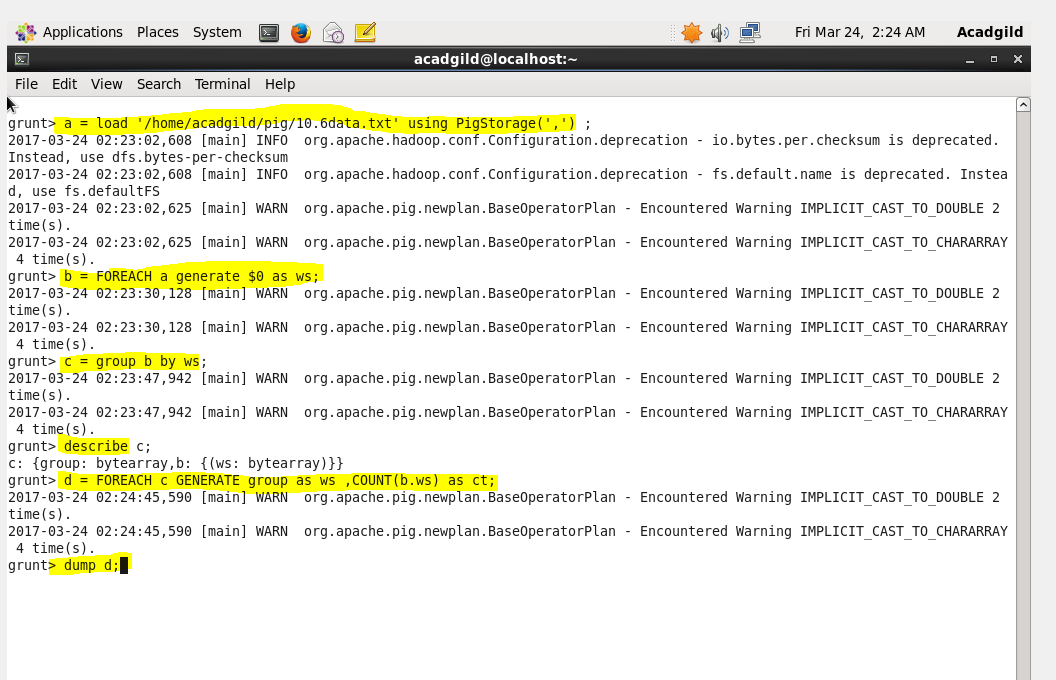 Applications Places System Fri Mar 24, 2:24 AM Acadgild
acadgild@localhost:~
File Edit View Search Terminal Help
grunt> a = load '/home/acadgild/pig/10.6data.txt' using PigStorage(',') ;
2017-03-24 02:23:02,608 [main] INFO  org.apache.hadoop.conf.Configuration.deprecation - io.bytes.per.checksum is deprecated.
Instead, use dfs.bytes-per-checksum
2017-03-24 02:23:02,608 [main] INFO  org.apache.hadoop.conf.Configuration.deprecation - fs.default.name is deprecated. Instea
d, use fs.defaultFS
2017-03-24 02:23:02,625 [main] WARN  org.apache.pig.newplan.BaseOperatorPlan - Encountered Warning IMPLICIT_CAST_TO_DOUBLE 2
time(s).
2017-03-24 02:23:02,625 [main] WARN  org.apache.pig.newplan.BaseOperatorPlan - Encountered Warning IMPLICIT_CAST_TO_CHARARRAY
 4 time(s).
grunt> b = FOREACH a generate $0 as ws;
2017-03-24 02:23:30,128 [main] WARN  org.apache.pig.newplan.BaseOperatorPlan - Encountered Warning IMPLICIT_CAST_TO_DOUBLE 2
time(s).
2017-03-24 02:23:30,128 [main] WARN  org.apache.pig.newplan.BaseOperatorPlan - Encountered Warning IMPLICIT_CAST_TO_CHARARRAY
 4 time(s).
grunt> c = group b by ws;
2017-03-24 02:23:47,942 [main] WARN  org.apache.pig.newplan.BaseOperatorPlan - Encountered Warning IMPLICIT_CAST_TO_DOUBLE 2
time(s).
2017-03-24 02:23:47,942 [main] WARN  org.apache.pig.newplan.BaseOperatorPlan - Encountered Warning IMPLICIT_CAST_TO_CHARARRAY
 4 time(s).
grunt> describe c;
c: {group: bytearray,b: {(ws: bytearray)}}
grunt> d = FOREACH c GENERATE group as ws ,COUNT(b.ws) as ct;
2017-03-24 02:24:45,590 [main] WARN  org.apache.pig.newplan.BaseOperatorPlan - Encountered Warning IMPLICIT_CAST_TO_DOUBLE 2
time(s).
2017-03-24 02:24:45,590 [main] WARN  org.apache.pig.newplan.BaseOperatorPlan - Encountered Warning IMPLICIT_CAST_TO_CHARARRAY
 4 time(s).
grunt> dump d;